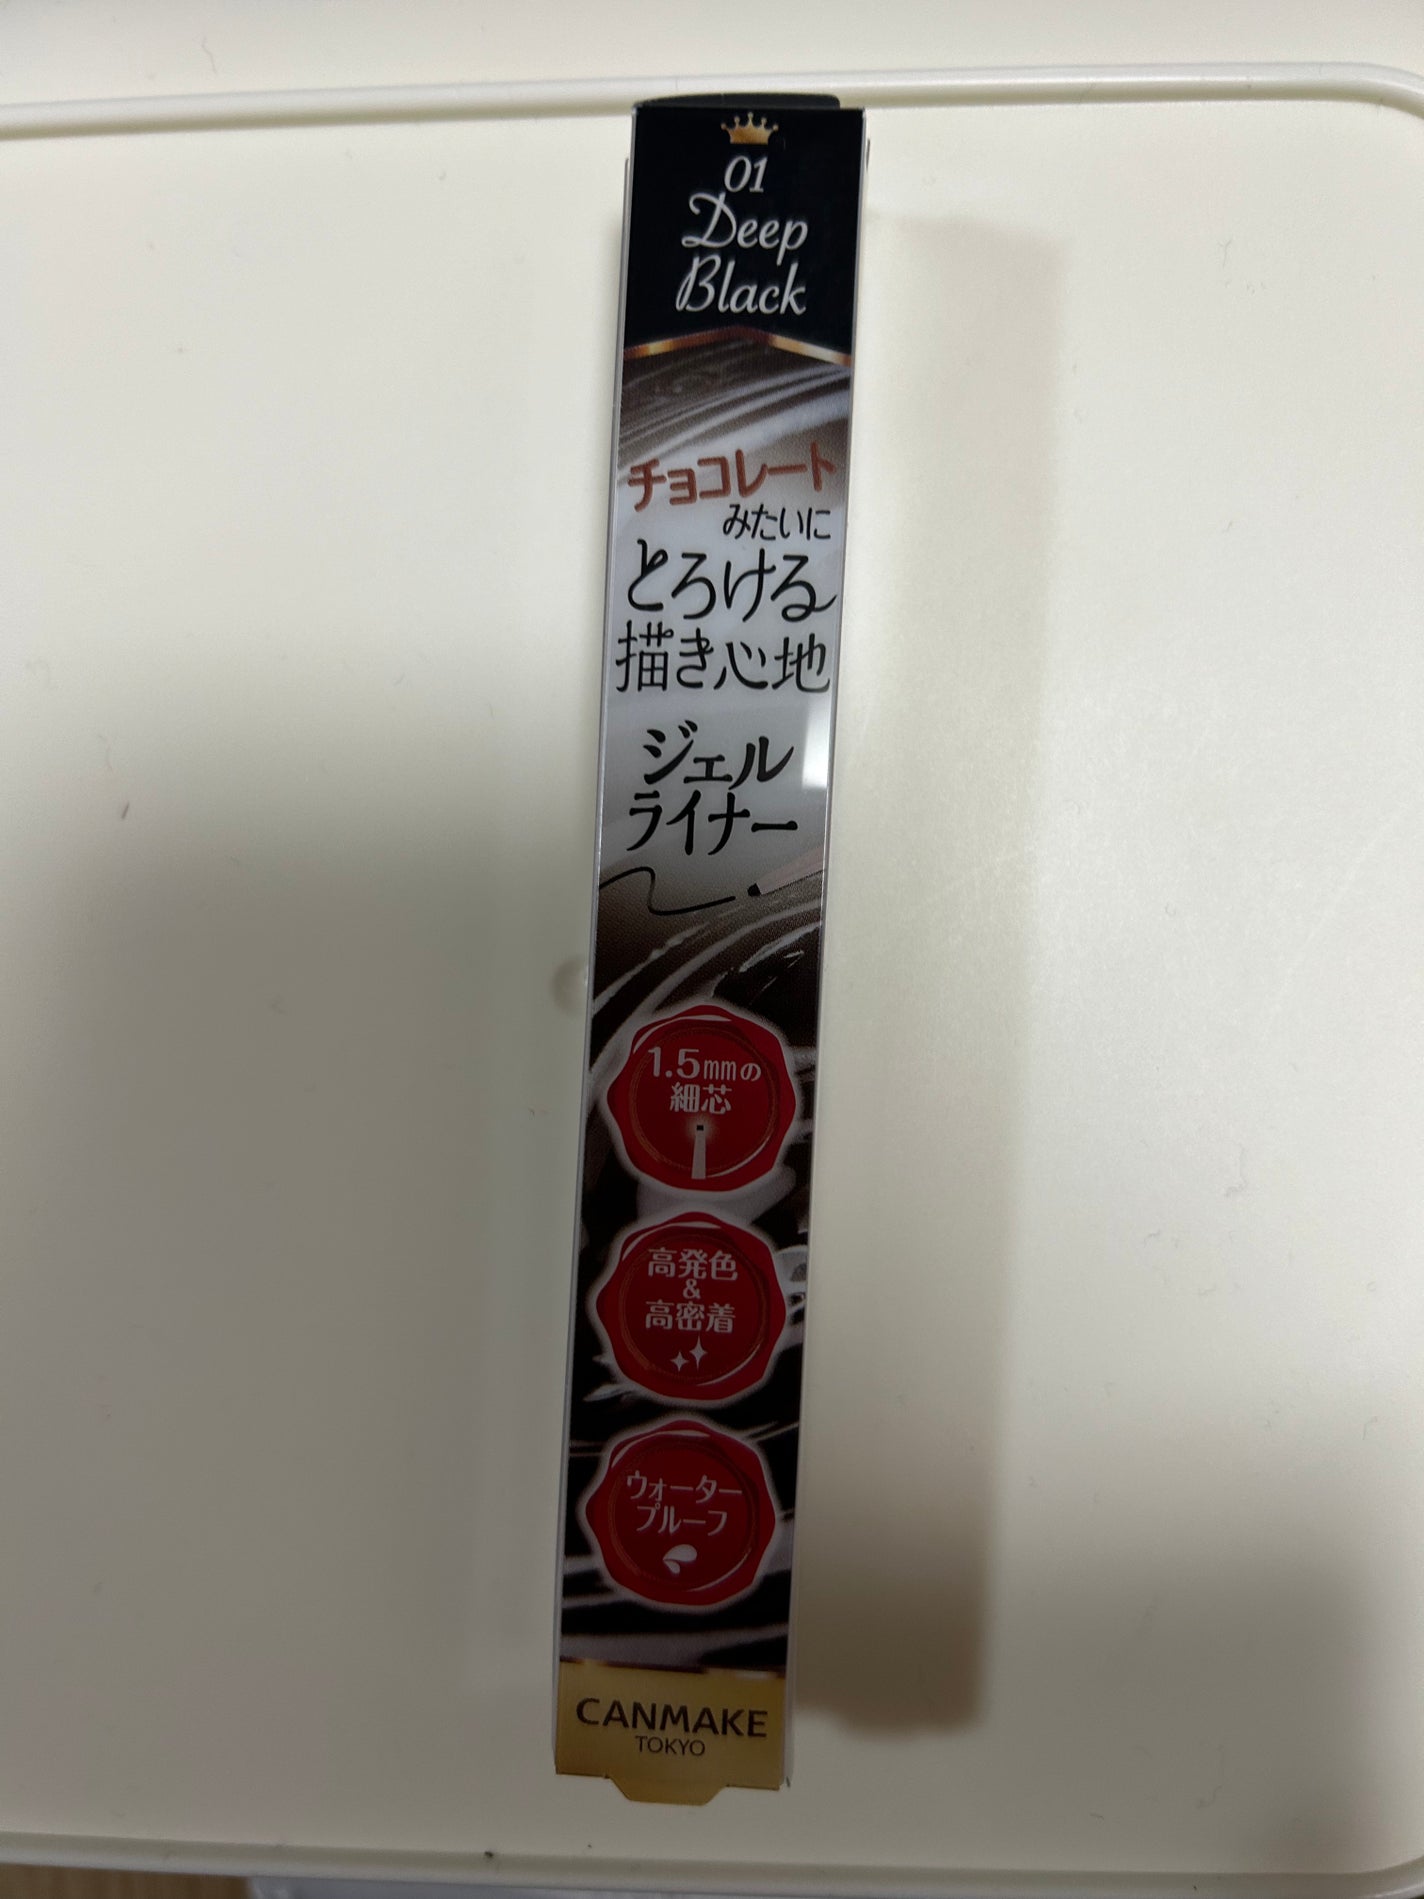 01
Deep
Black
チョコレート
みたいに
とろける
描き心地
ジェル
ライナー
1.5mmの
細芯
高発色
&
高密着
ウォーター
プルーフ
CANMAKE
TOKYO